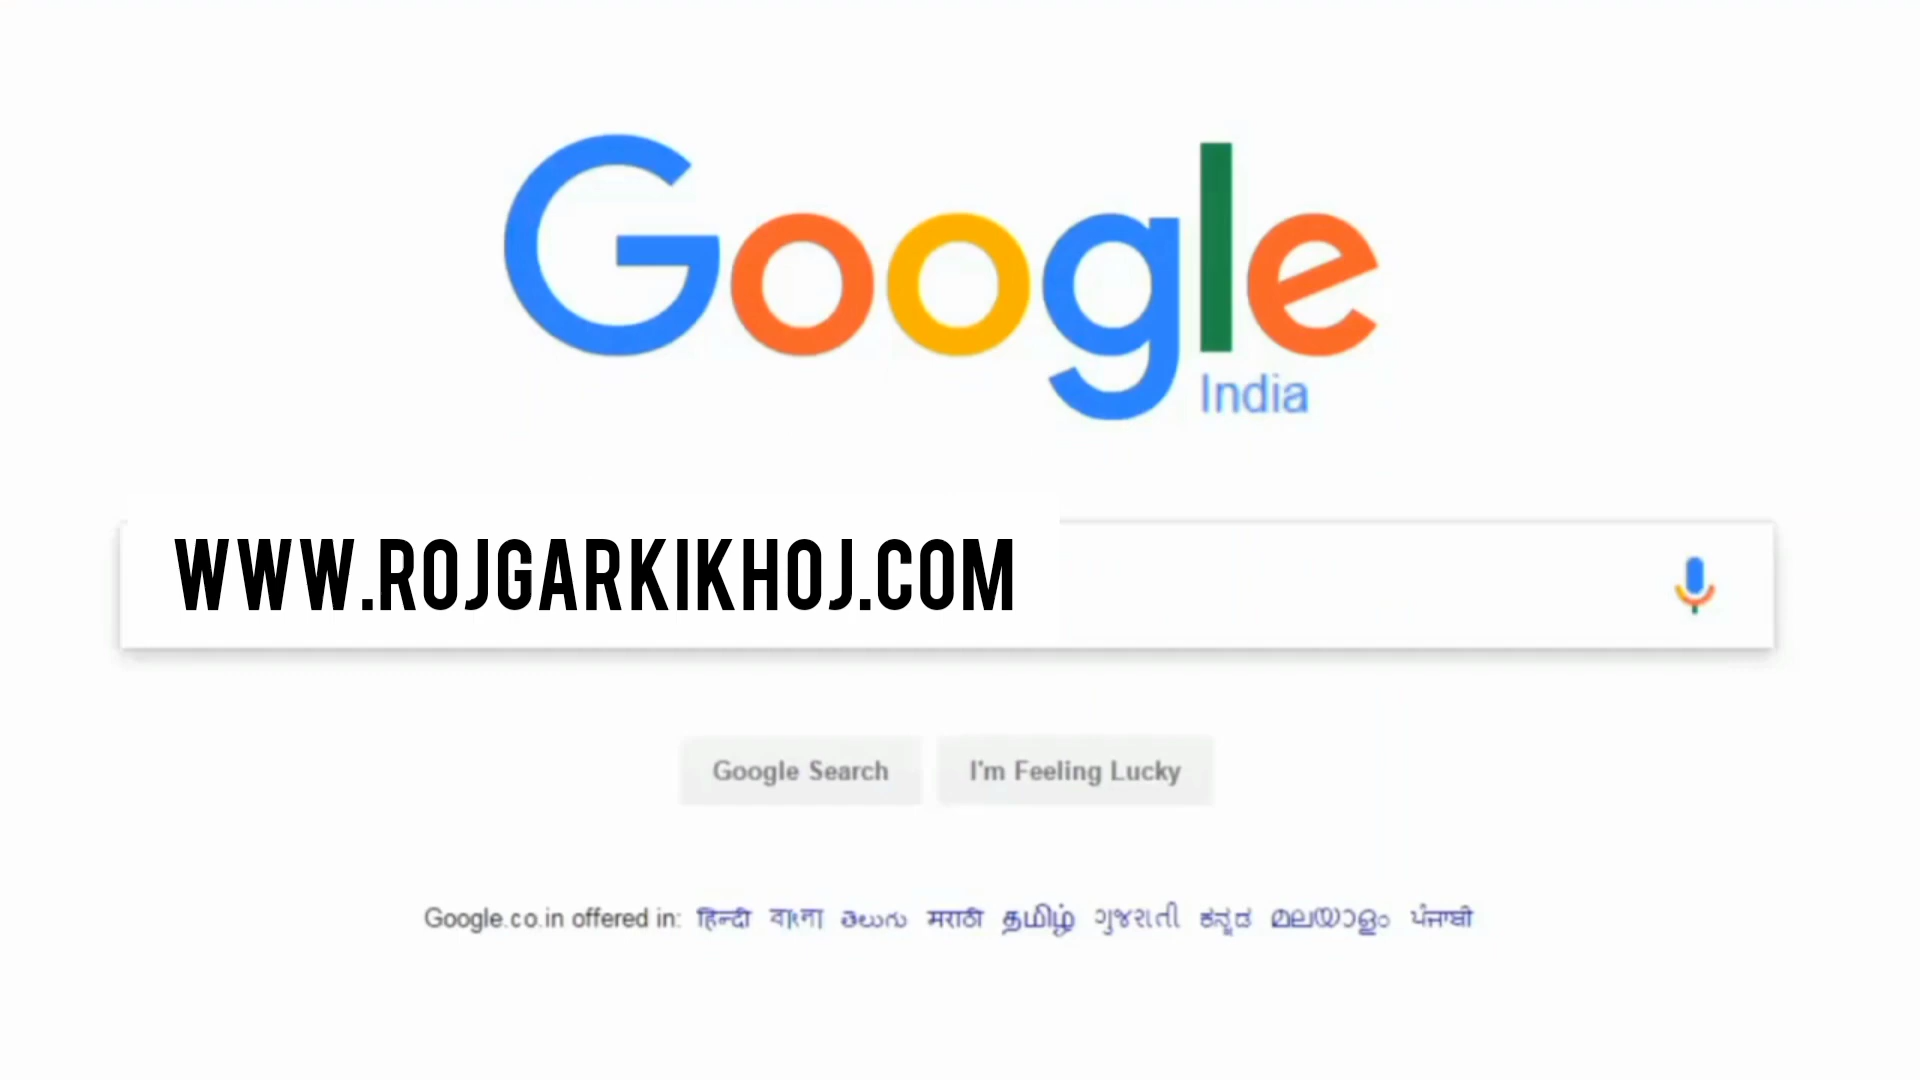 Google
India
WWW.ROJGARKIKHOJ.COM
Google Search I'm Feeling Lucky
Google.co.in offered in: हिन्दी বাংলা తెలుగు मराठी தமிழ் ગુજરાતી ಕನ್ನಡ മലയാളം ਪੰਜਾਬੀ